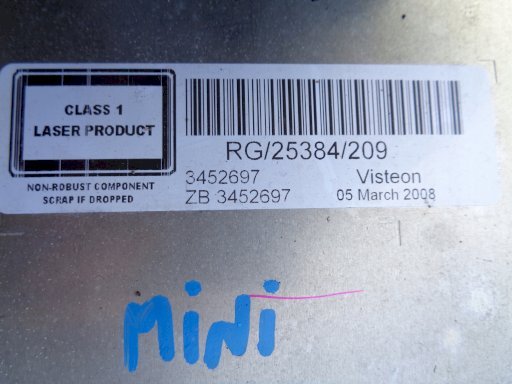 CLASS 1
LASER PRODUCT
NON-ROBUST COMPONENT
SCRAP IF DROPPED
RG/25384/209
3452697 Visteon
ZB 3452697 05 March 2008
MiNi